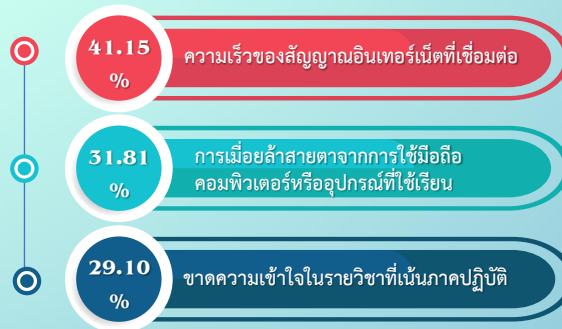 41.15
%
ความเร็วของสัญญาณอินเทอร์เน็ตที่เชื่อมต่อ
31.81
%
การเมื่อยล้าสายตาจากการใช้มือถือ
คอมพิวเตอร์หรืออุปกรณ์ที่ใช้เรียน
29.10
%
ขาดความเข้าใจในรายวิชาที่เน้นภาคปฏิบัติ